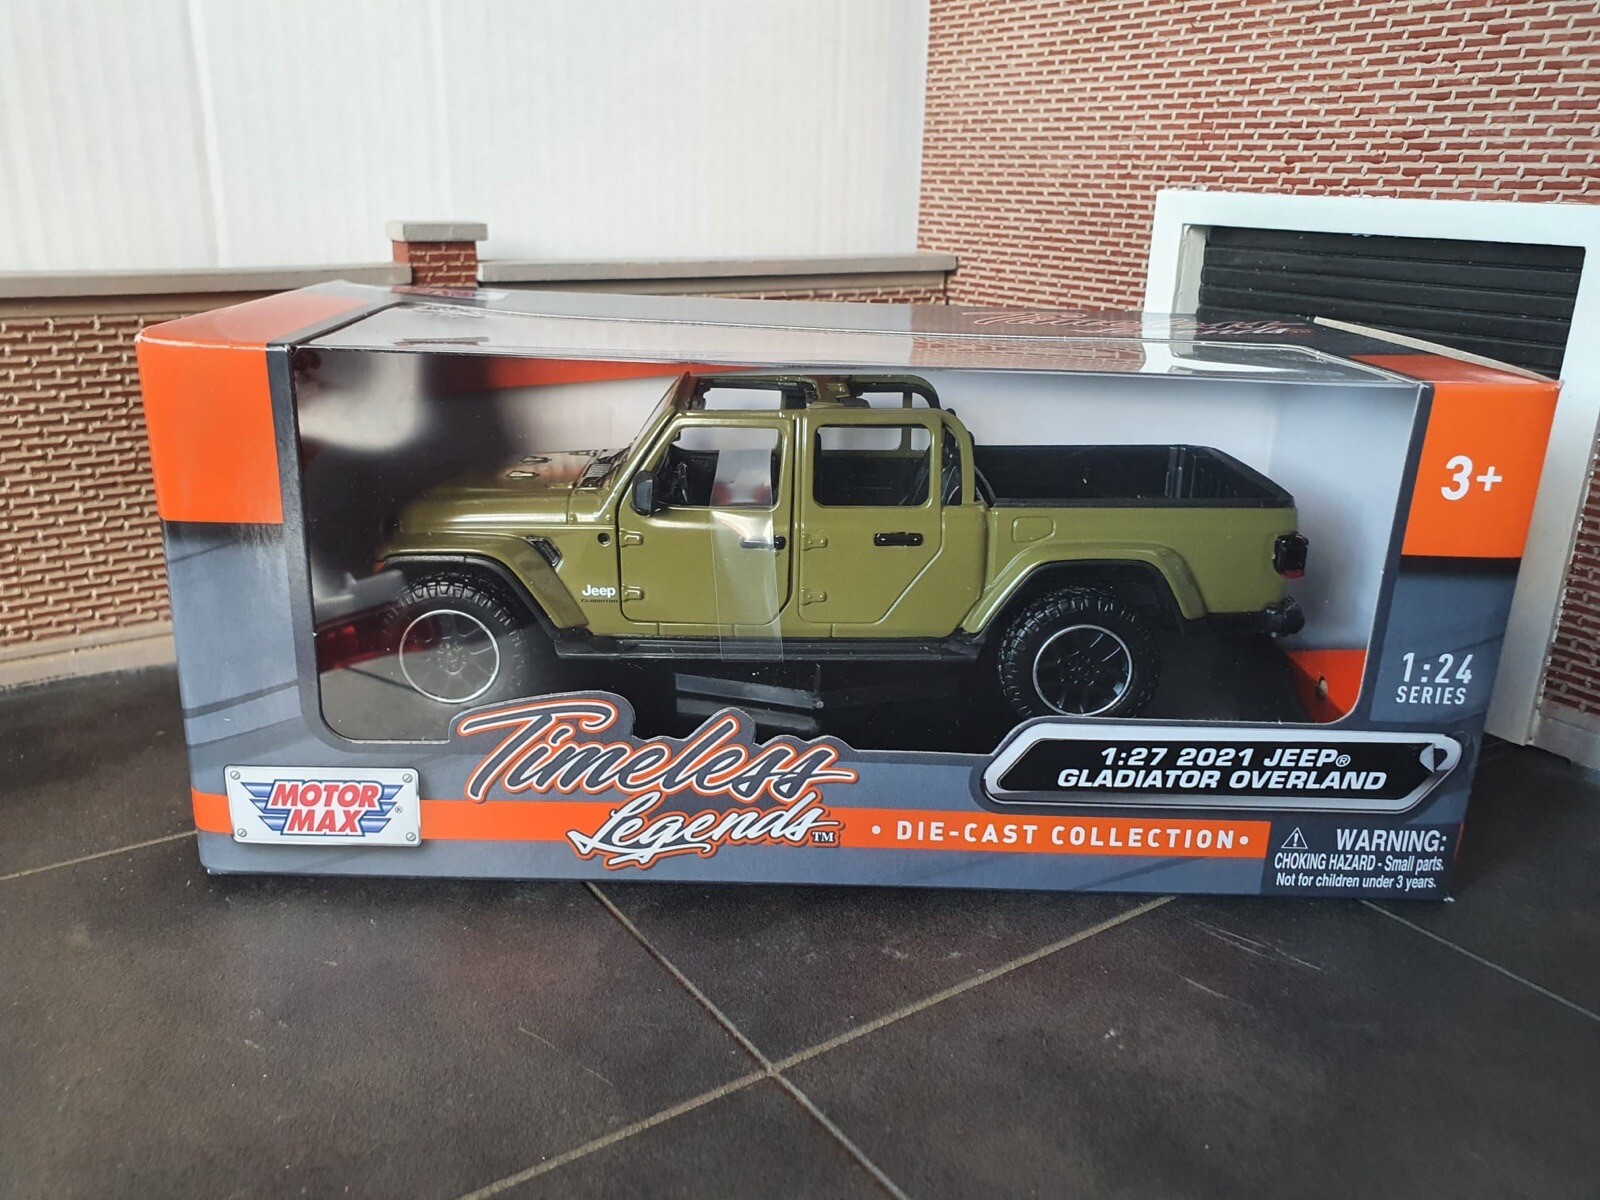 3+
Jeep
GLADIATOR
1:24
SERIES
Timeless
Legends™
1:27 2021 JEEP®
GLADIATOR OVERLAND
MOTOR
MAX®
• DIE-CAST COLLECTION •
WARNING:
CHOKING HAZARD - Small parts.
Not for children under 3 years.